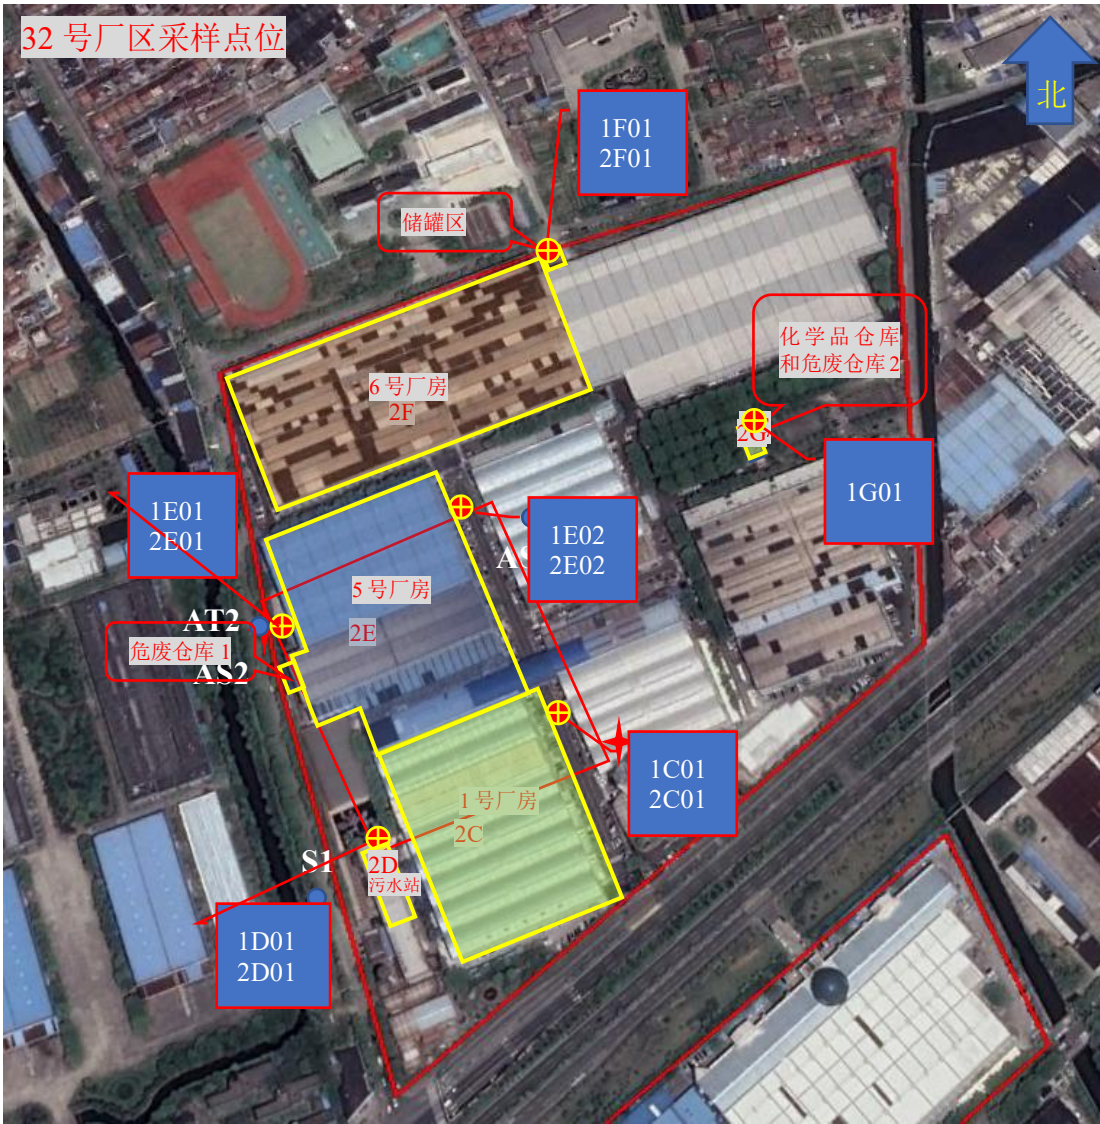 32 号厂区采样点位
北
1F01
2F01
储罐区
化学品仓库
和危废仓库 2
6 号厂房
2F
2G
1G01
1E01
2E01
1E02
2E02
AS
5 号厂房
2E
AT2
危废仓库 1
AS2
1C01
2C01
1 号厂房
2C
2D
污水站
S1
1D01
2D01